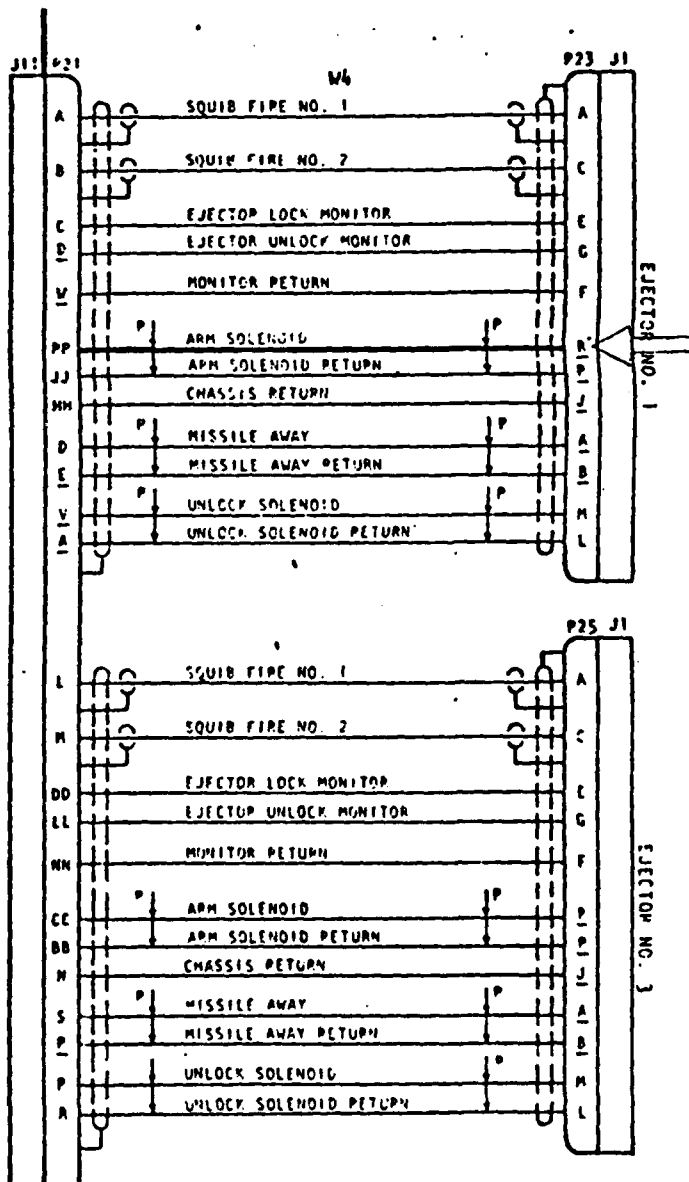 J11 P21 W4 P23 J1
A SQUIB FIRE NO. 1 A
B SQUIB FIRE NO. 2 C
C EJECTOR LOCK MONITOR E
D EJECTOR UNLOCK MONITOR G
W MONITOR RETURN F
P P
PP ARM SOLENOID R
JJ ARM SOLENOID RETURN P
HH CHASSIS RETURN J
P P
D MISSILE AWAY A
E MISSILE AWAY RETURN B
P P
V UNLOCK SOLENOID M
A UNLOCK SOLENOID RETURN L
EJECTOR NO. 1
P25 J1
L SQUIB FIRE NO. 1 A
M SQUIB FIRE NO. 2 C
DD EJECTOR LOCK MONITOR E
LL EJECTOR UNLOCK MONITOR G
NN MONITOR RETURN F
P P
CC ARM SOLENOID
BB ARM SOLENOID RETURN P
N CHASSIS RETURN J
P P
S MISSILE AWAY A
P MISSILE AWAY RETURN B
P UNLOCK SOLENOID M
R UNLOCK SOLENOID RETURN L
EJECTOR NO. 3